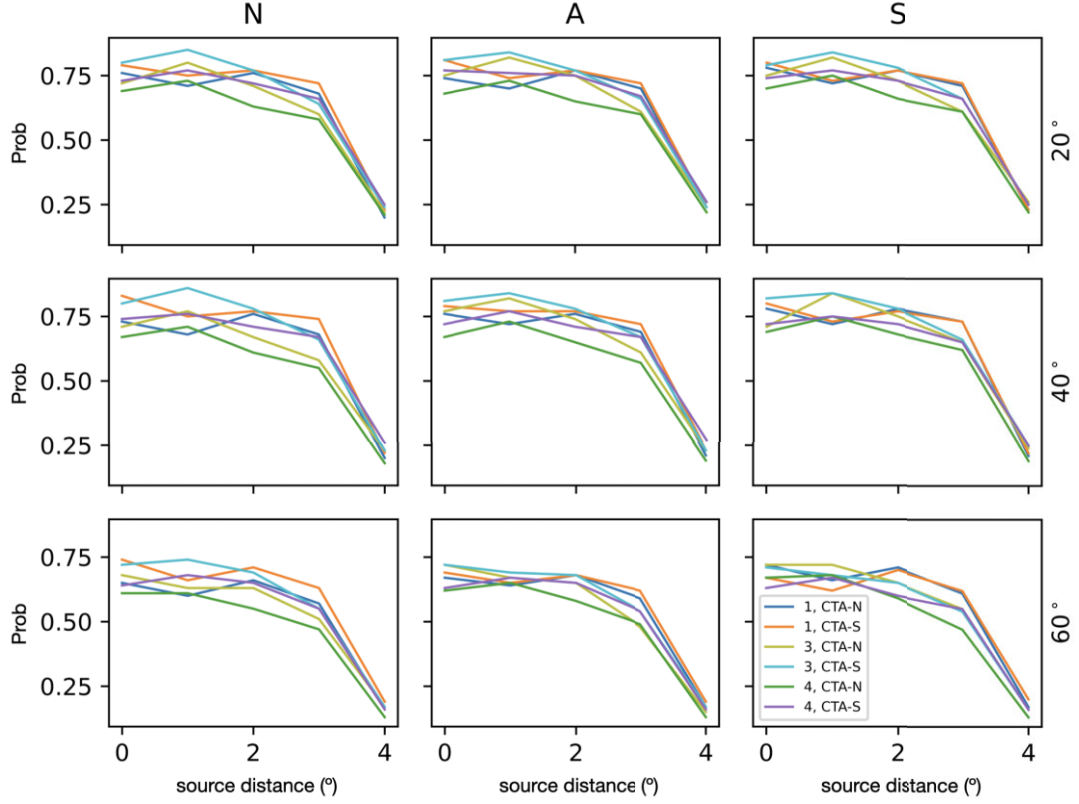 N A S
0.75
0.50
0.25
Prob
20°
0.75
0.50
0.25
Prob
40°
0.75
0.50
0.25
Prob
60°
1, CTA-N
1, CTA-S
3, CTA-N
3, CTA-S
4, CTA-N
4, CTA-S
0 2 4 0 2 4 0 2 4
source distance (º) source distance (º) source distance (º)